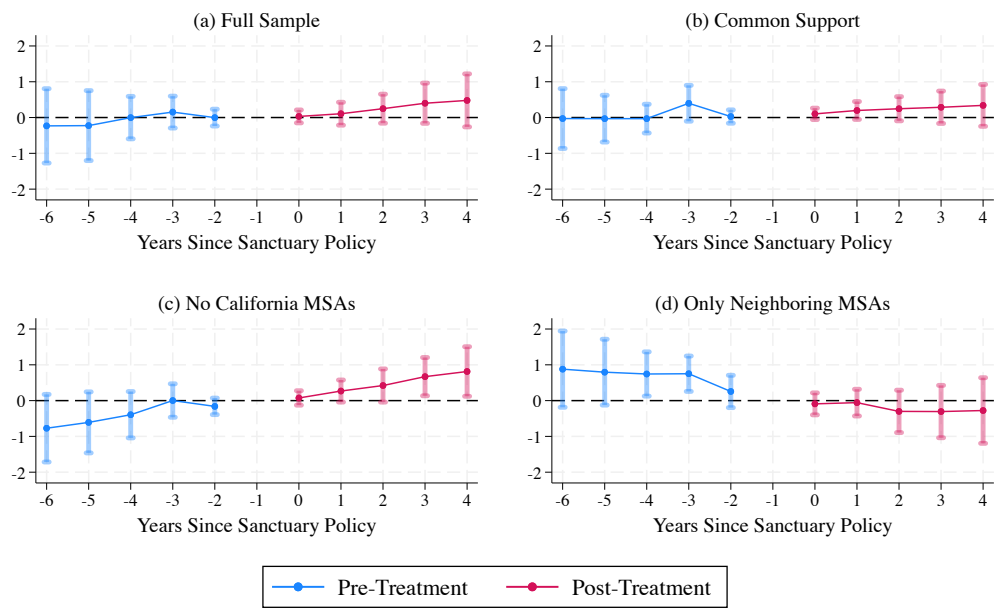 (a) Full Sample
2
1
0
-1
-2
-6 -5 -4 -3 -2 -1 0 1 2 3 4
Years Since Sanctuary Policy
(b) Common Support
2
1
0
-1
-2
-6 -5 -4 -3 -2 -1 0 1 2 3 4
Years Since Sanctuary Policy
(c) No California MSAs
2
1
0
-1
-2
-6 -5 -4 -3 -2 -1 0 1 2 3 4
Years Since Sanctuary Policy
(d) Only Neighboring MSAs
2
1
0
-1
-2
-6 -5 -4 -3 -2 -1 0 1 2 3 4
Years Since Sanctuary Policy
Pre-Treatment Post-Treatment